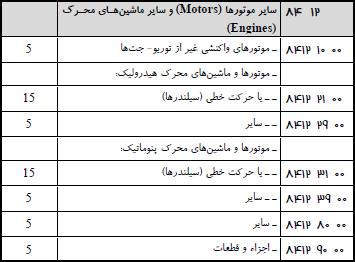 ۸۴ ۱۲ سایر موتورها (Motors) و سایر ماشین‌های محرک
(Engines)
۸۴۱۲ ۱۰ ۰۰ ـ موتورهای واکنشی غیر از توربو- جت‌ها 5
ـ موتورها و ماشین‌های محرک هیدرولیک:
۸۴۱۲ ۲۱ ۰۰ ـ ـ با حرکت خطی (سیلندرها) 15
۸۴۱۲ ۲۹ ۰۰ ـ ـ سایر 5
ـ موتورها و ماشین‌های محرک پنوماتیک:
۸۴۱۲ ۳۱ ۰۰ ـ ـ با حرکت خطی (سیلندرها) 15
۸۴۱۲ ۳۹ ۰۰ ـ ـ سایر 5
۸۴۱۲ ۸۰ ۰۰ ـ سایر 5
۸۴۱۲ ۹۰ ۰۰ ـ اجزاء و قطعات 5